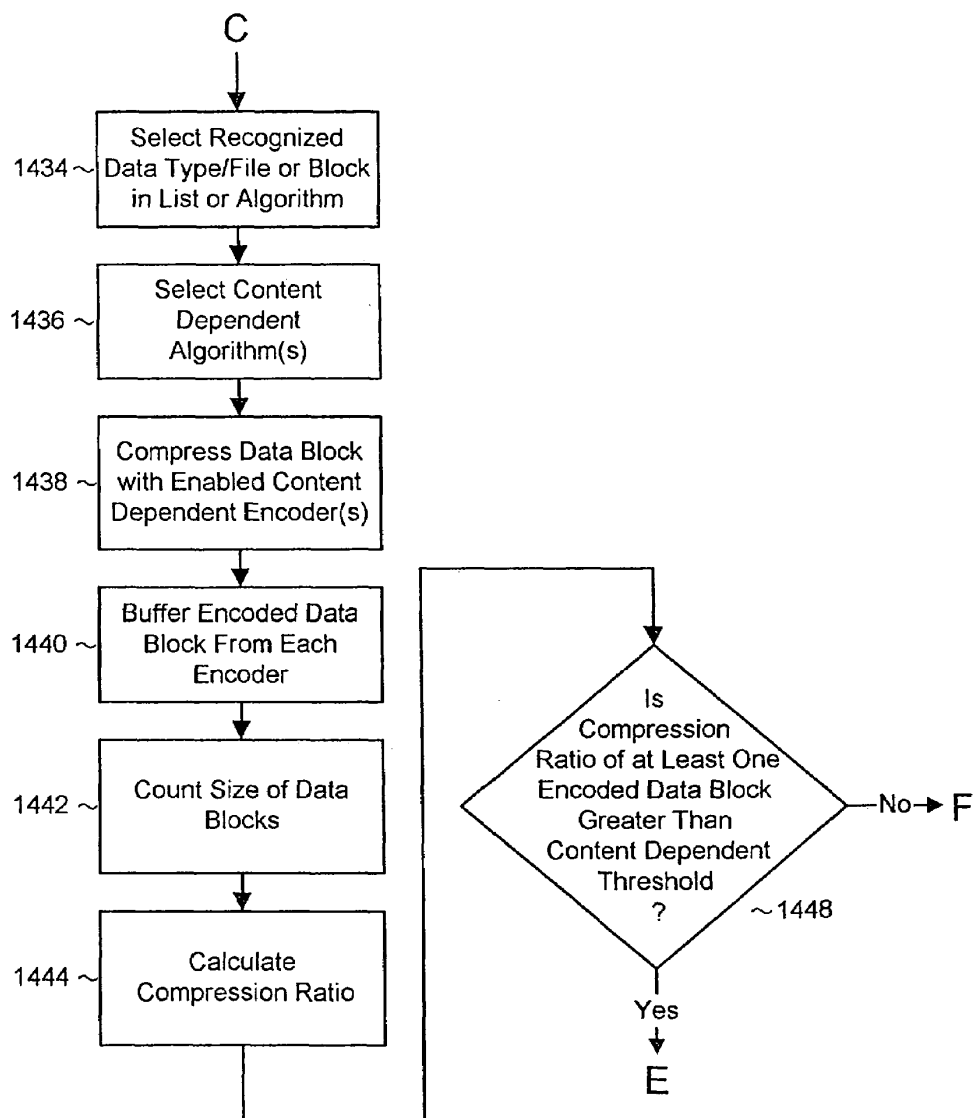 C
1434 ~
Select Recognized
Data Type/File or Block
in List or Algorithm
1436 ~
Select Content
Dependent
Algorithm(s)
1438 ~
Compress Data Block
with Enabled Content
Dependent Encoder(s)
1440 ~
Buffer Encoded Data
Block From Each
Encoder
1442 ~
Count Size of Data
Blocks
1444 ~
Calculate
Compression Ratio
Is
Compression
Ratio of at Least One
Encoded Data Block
Greater Than
Content Dependent
Threshold
?
~1448
No
F
Yes
E